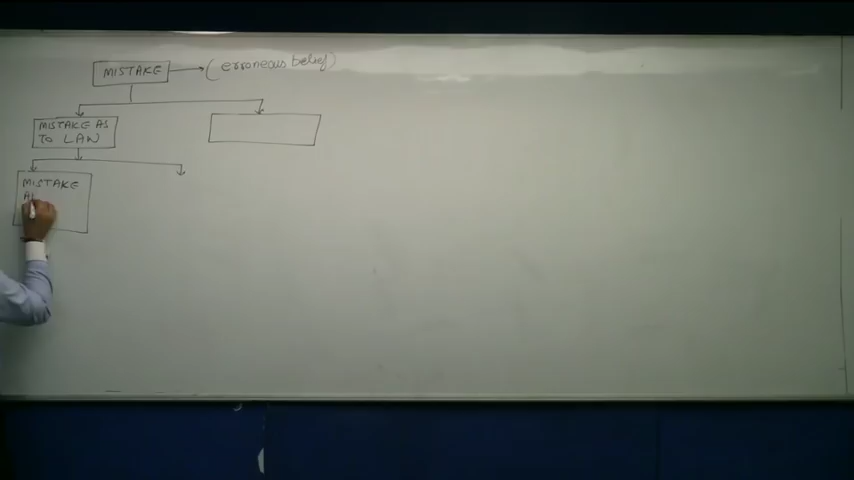 MISTAKE
(erroneous belief)
MISTAKE AS
TO LAW
MISTAKE